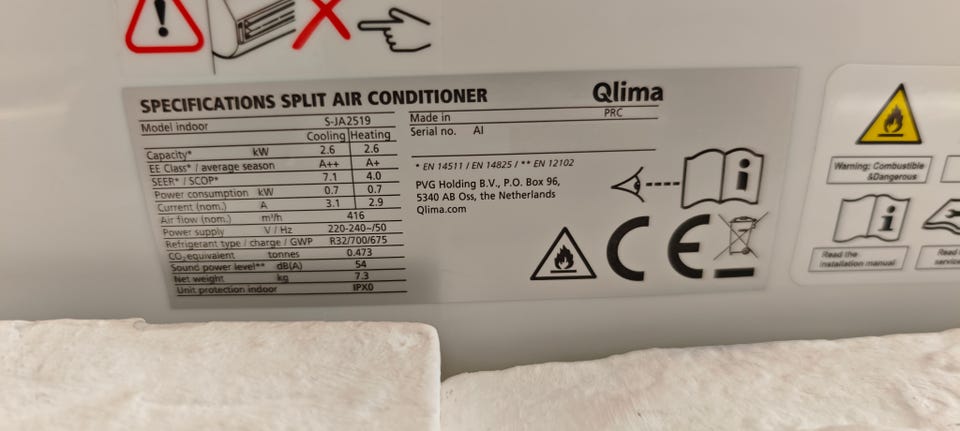 SPECIFICATIONS SPLIT AIR CONDITIONER
Model indoor S-JA2519
Cooling Heating
Capacity* kW 2.6 2.6
EE Class* / average season A++ A+
SEER* / SCOP* 7.1 4.0
Power consumption kW 0.7 0.7
Current (nom.) A 3.1 2.9
Air flow (nom.) m³/h 416
Power supply V / Hz 220-240~/50
Refrigerant type / charge / GWP R32/700/675
CO₂equivalent tonnes 0.473
Sound power level** dB(A) 54
Net weight kg 7.3
Unit protection indoor IPX0
Qlima
Made in PRC
Serial no. AI
* EN 14511 / EN 14825 / ** EN 12102
PVG Holding B.V., P.O. Box 96,
5340 AB Oss, the Netherlands
Qlima.com
CE
Warning: Combustible
&Dangerous
Read the
installation manual
Read the
service